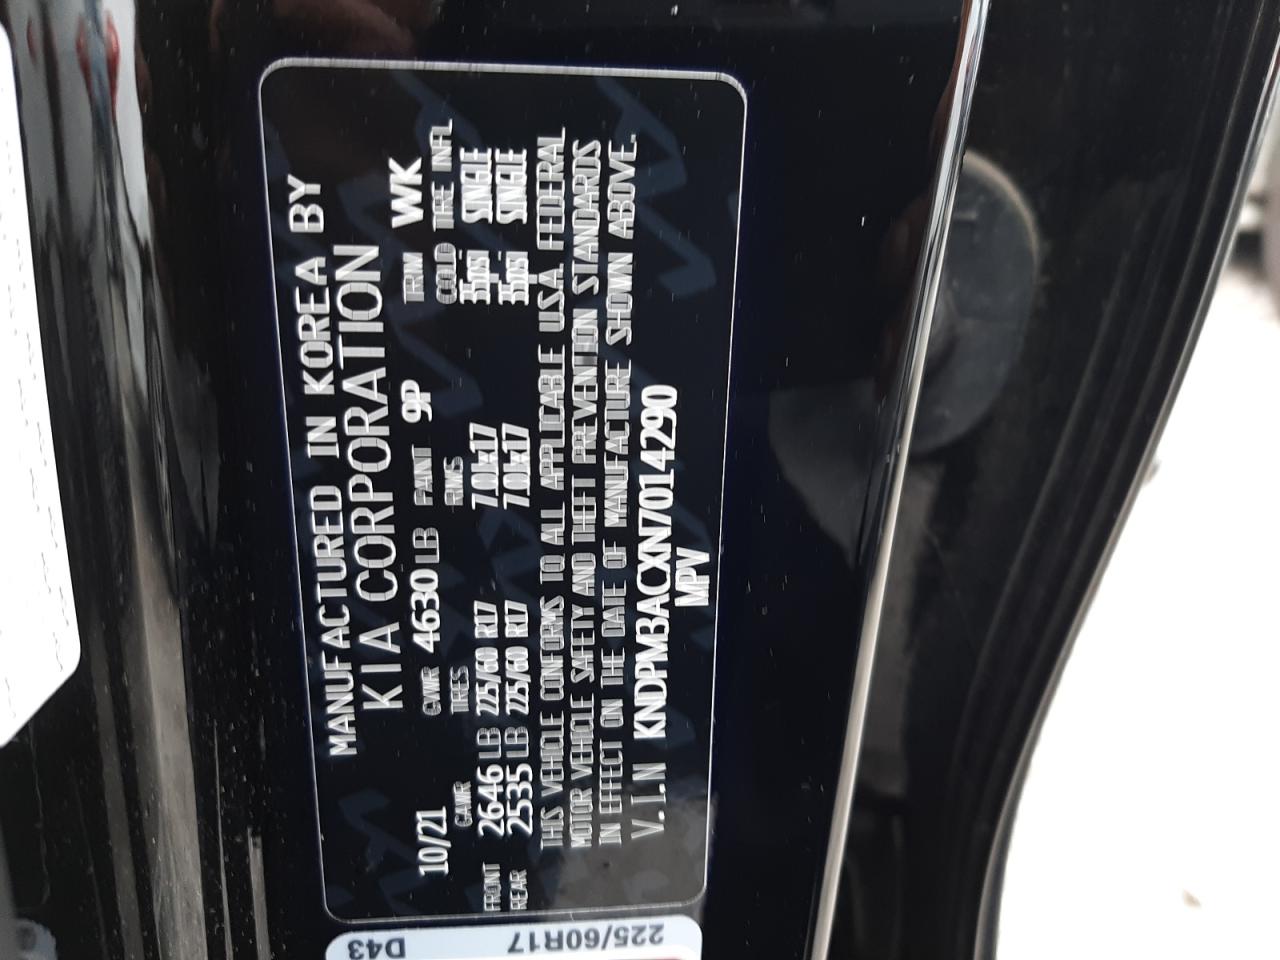 MANUFACTURED IN KOREA BY
KIA CORPORATION
10/21 GVWR 4630 LB PAINT 9P TRIM WK
GAWR TIRES RIMS COLD TIRE INFL
FRONT 2646 LB 225/60 R17 7.0Jx17 35psi SINGLE
REAR 2535 LB 225/60 R17 7.0Jx17 35psi SINGLE
THIS VEHICLE CONFORMS TO ALL APPLICABLE U.S.A. FEDERAL
MOTOR VEHICLE SAFETY AND THEFT PREVENTION STANDARDS
IN EFFECT ON THE DATE OF MANUFACTURE SHOWN ABOVE.
V.I.N KNDPM3ACXN7014290
MPV
225/60R17
D43